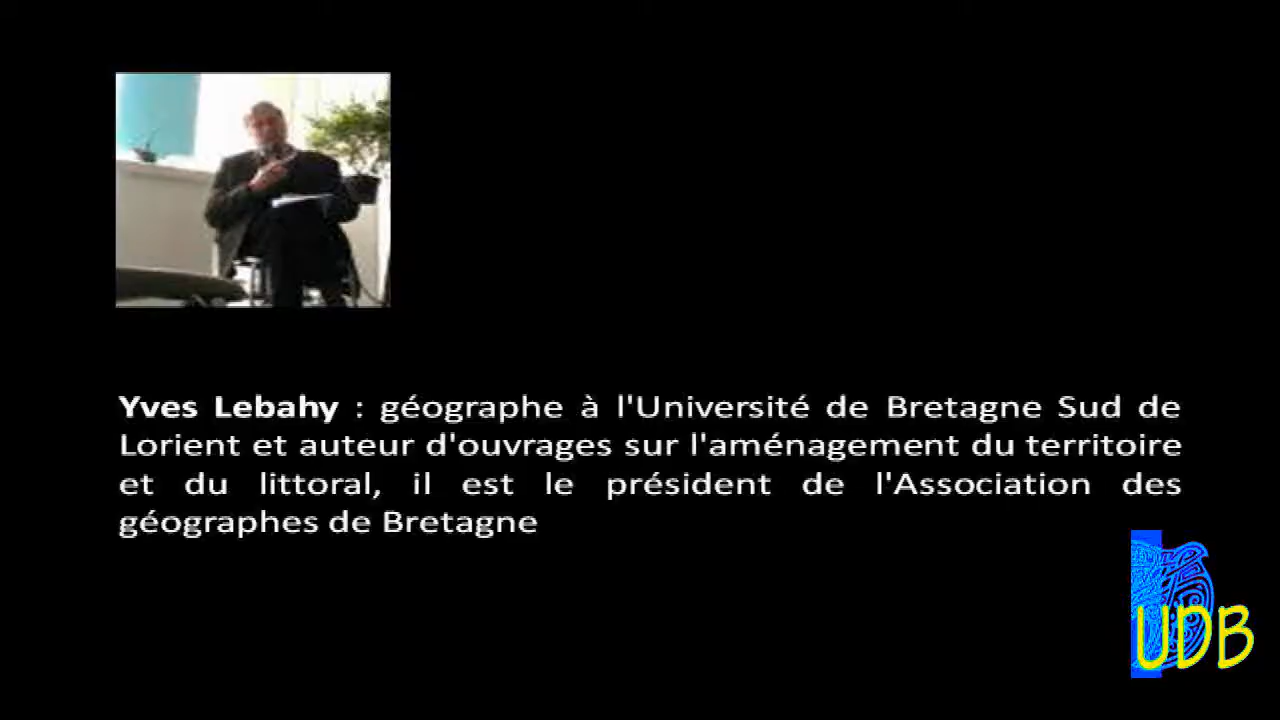 Yves Lebahy : géographe à l'Université de Bretagne Sud de
Lorient et auteur d'ouvrages sur l'aménagement du territoire
et du littoral, il est le président de l'Association des
géographes de Bretagne
UDB